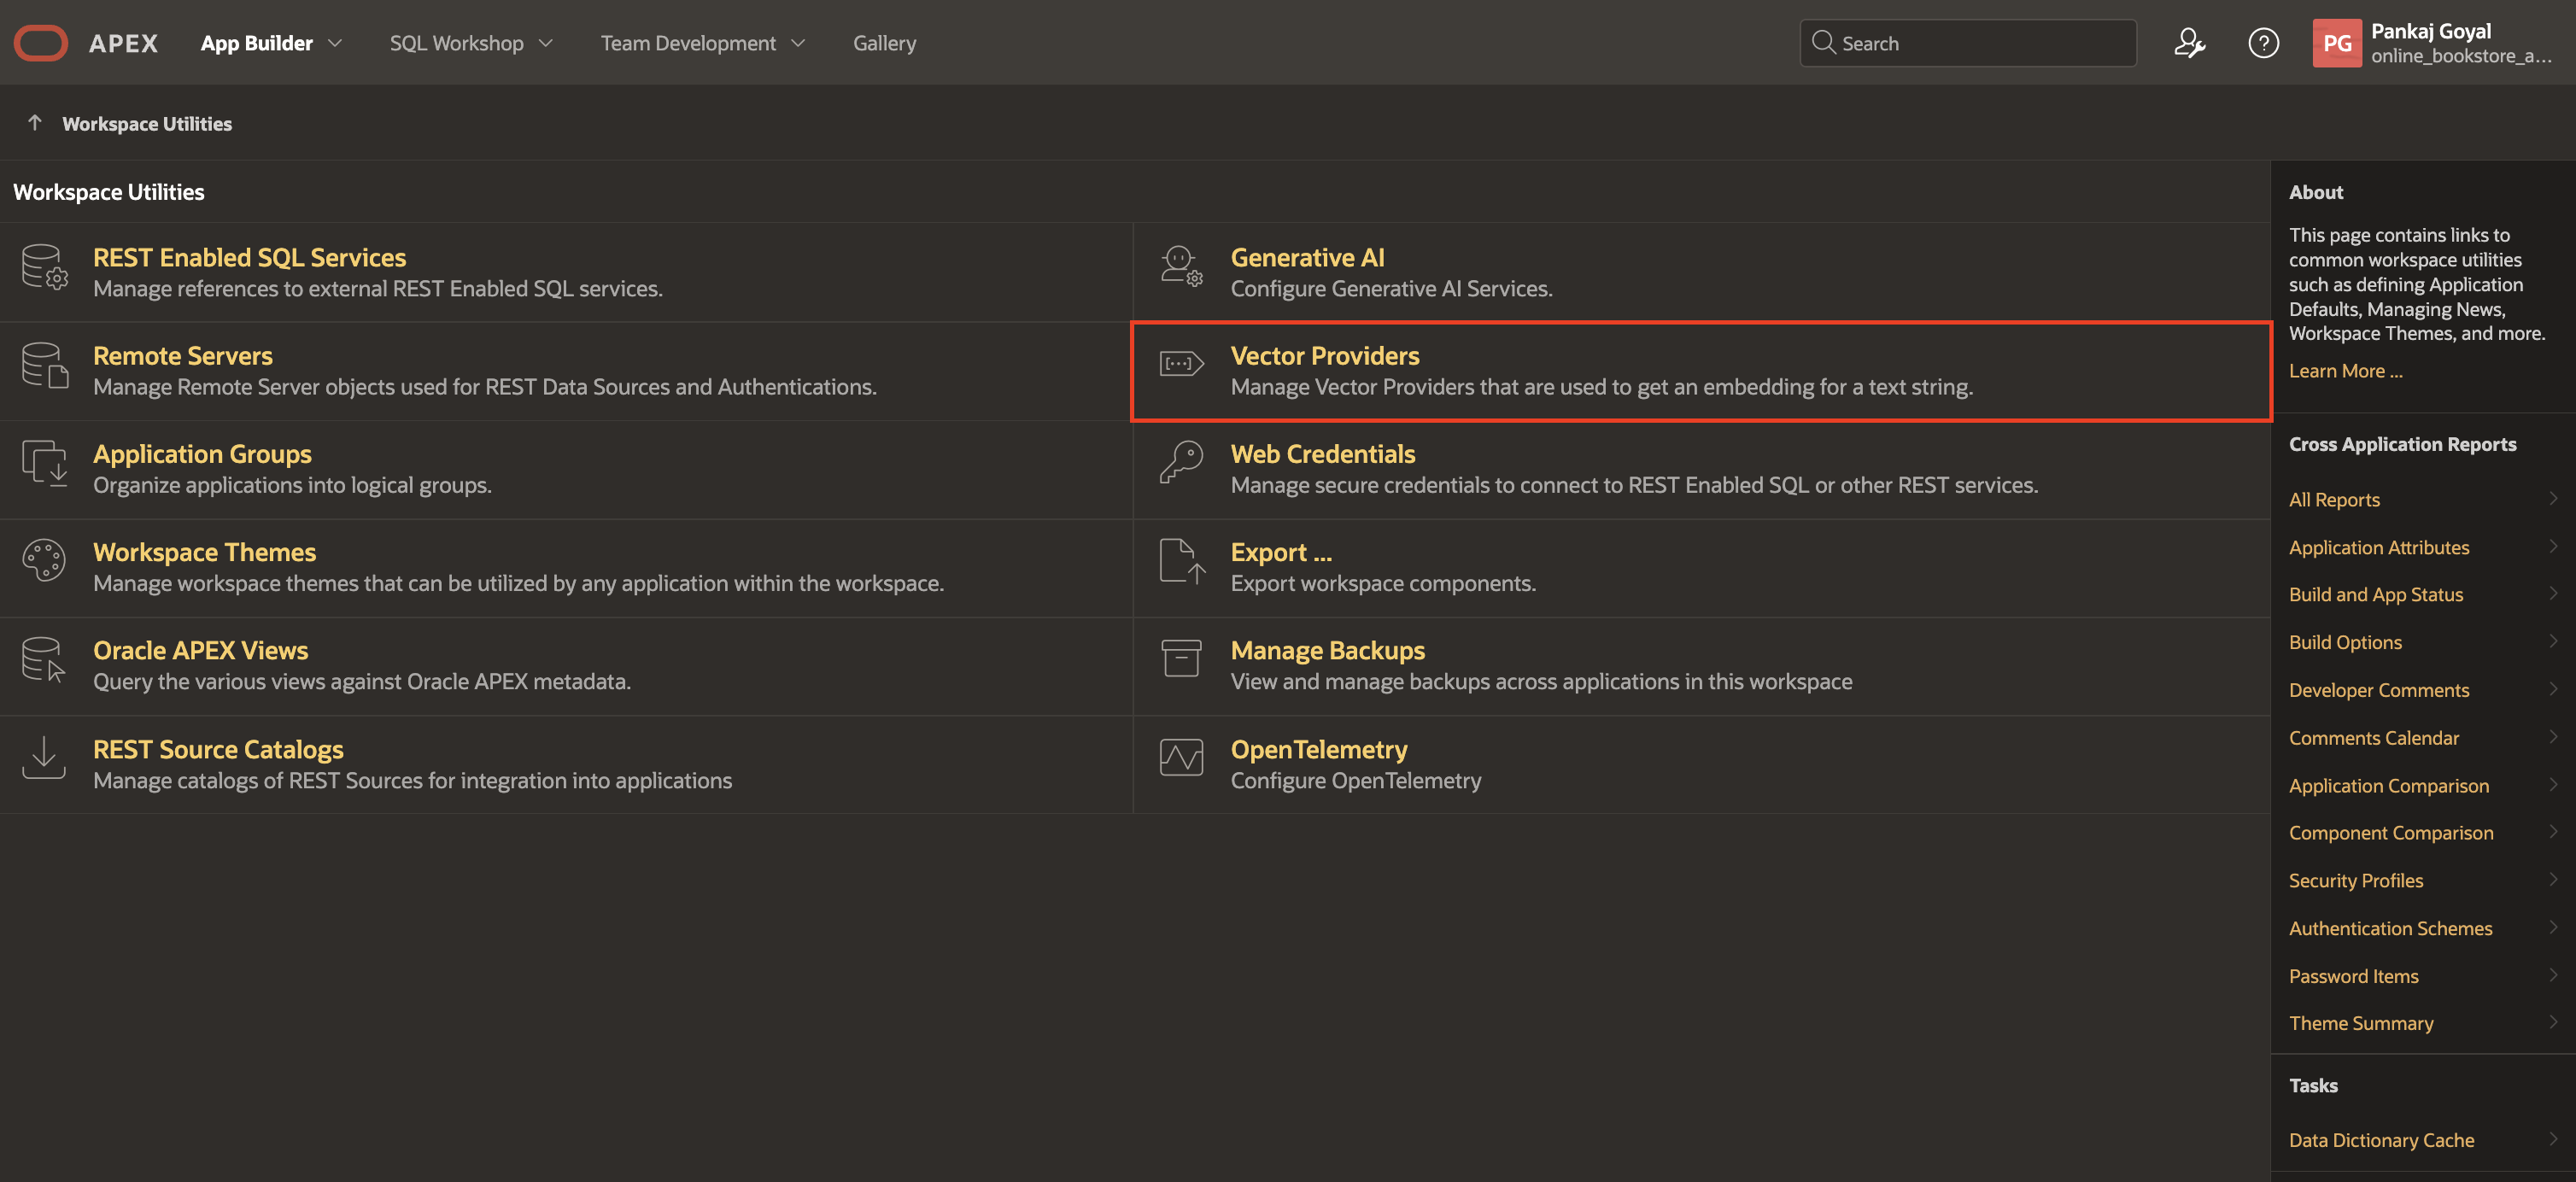 APEX
App Builder
SQL Workshop
Team Development
Gallery
Search
PG
Pankaj Goyal
online_bookstore_a...
Workspace Utilities
Workspace Utilities
REST Enabled SQL Services
Manage references to external REST Enabled SQL services.
Generative AI
Configure Generative AI Services.
Remote Servers
Manage Remote Server objects used for REST Data Sources and Authentications.
Vector Providers
Manage Vector Providers that are used to get an embedding for a text string.
Application Groups
Organize applications into logical groups.
Web Credentials
Manage secure credentials to connect to REST Enabled SQL or other REST services.
Workspace Themes
Manage workspace themes that can be utilized by any application within the workspace.
Export ...
Export workspace components.
Oracle APEX Views
Query the various views against Oracle APEX metadata.
Manage Backups
View and manage backups across applications in this workspace
REST Source Catalogs
Manage catalogs of REST Sources for integration into applications
OpenTelemetry
Configure OpenTelemetry
About
This page contains links to
common workspace utilities
such as defining Application
Defaults, Managing News,
Workspace Themes, and more.
Learn More ...
Cross Application Reports
All Reports
Application Attributes
Build and App Status
Build Options
Developer Comments
Comments Calendar
Application Comparison
Component Comparison
Security Profiles
Authentication Schemes
Password Items
Theme Summary
Tasks
Data Dictionary Cache